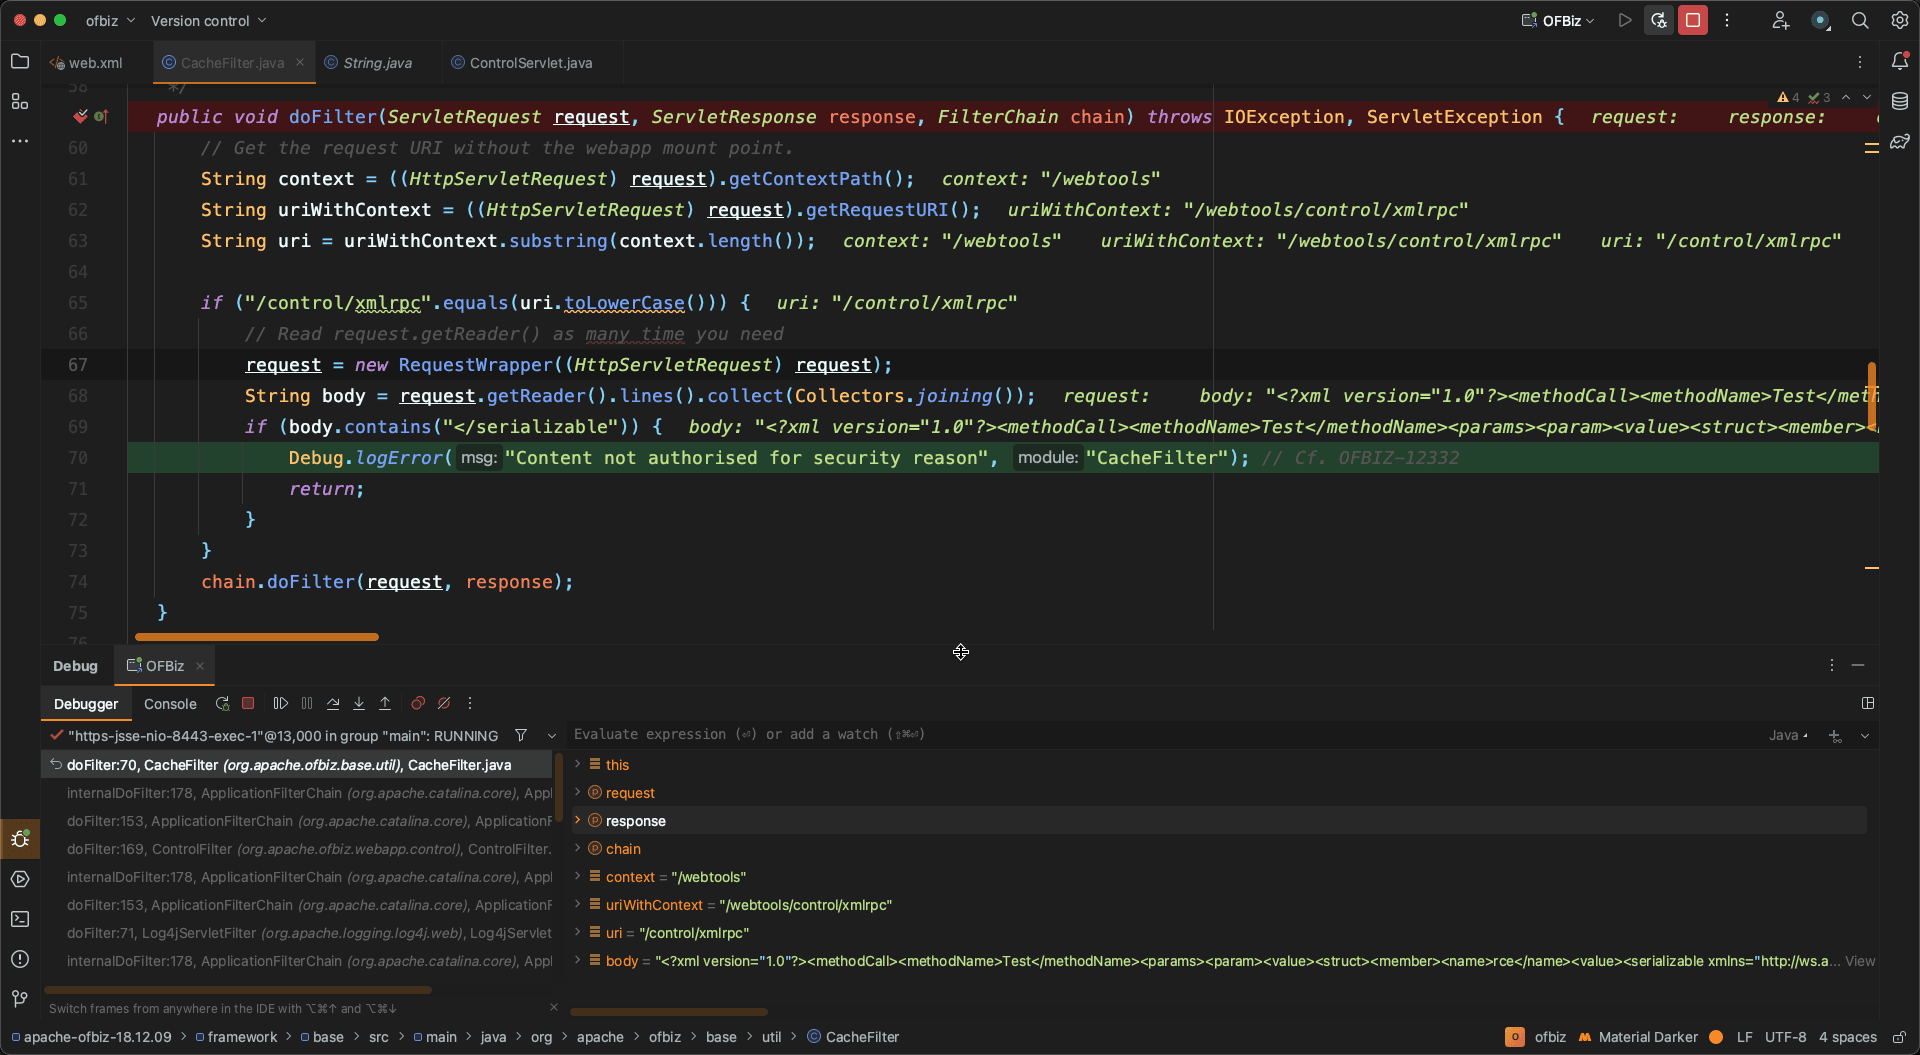 ofbiz Version control OFBiz
web.xml CacheFilter.java String.java ControlServlet.java
58 */
4 3
public void doFilter(ServletRequest request, ServletResponse response, FilterChain chain) throws IOException, ServletException { request: response:
60 // Get the request URI without the webapp mount point.
61 String context = ((HttpServletRequest) request).getContextPath(); context: "/webtools"
62 String uriWithContext = ((HttpServletRequest) request).getRequestURI(); uriWithContext: "/webtools/control/xmlrpc"
63 String uri = uriWithContext.substring(context.length()); context: "/webtools" uriWithContext: "/webtools/control/xmlrpc" uri: "/control/xmlrpc"
64
65 if ("/control/xmlrpc".equals(uri.toLowerCase())) { uri: "/control/xmlrpc"
66 // Read request.getReader() as many time you need
67 request = new RequestWrapper((HttpServletRequest) request);
68 String body = request.getReader().lines().collect(Collectors.joining()); request: body: "<?xml version="1.0"?><methodCall><methodName>Test</meth
69 if (body.contains("</serializable")) { body: "<?xml version="1.0"?><methodCall><methodName>Test</methodName><params><param><value><struct><member><
70 Debug.logError( msg: "Content not authorised for security reason", module: "CacheFilter"); // Cf. OFBIZ-12332
71 return;
72 }
73 }
74 chain.doFilter(request, response);
75 }
76
Debug OFBiz
Debugger Console
"https-jsse-nio-8443-exec-1"@13,000 in group "main": RUNNING
Evaluate expression (⏎) or add a watch (⇧⌘⏎) Java
doFilter:70, CacheFilter (org.apache.ofbiz.base.util), CacheFilter.java
internalDoFilter:178, ApplicationFilterChain (org.apache.catalina.core), Appl
doFilter:153, ApplicationFilterChain (org.apache.catalina.core), ApplicationF
doFilter:169, ControlFilter (org.apache.ofbiz.webapp.control), ControlFilter.
internalDoFilter:178, ApplicationFilterChain (org.apache.catalina.core), Appl
doFilter:153, ApplicationFilterChain (org.apache.catalina.core), ApplicationF
doFilter:71, Log4jServletFilter (org.apache.logging.log4j.web), Log4jServlet
internalDoFilter:178, ApplicationFilterChain (org.apache.catalina.core), Appl
this
request
response
chain
context = "/webtools"
uriWithContext = "/webtools/control/xmlrpc"
uri = "/control/xmlrpc"
body = "<?xml version="1.0"?><methodCall><methodName>Test</methodName><params><param><value><struct><member><name>rce</name><value><serializable xmlns="http://ws.a... View
Switch frames from anywhere in the IDE with ⌥⌘↑ and ⌥⌘↓
apache-ofbiz-18.12.09 > framework > base > src > main > java > org > apache > ofbiz > base > util > CacheFilter
ofbiz Material Darker LF UTF-8 4 spaces